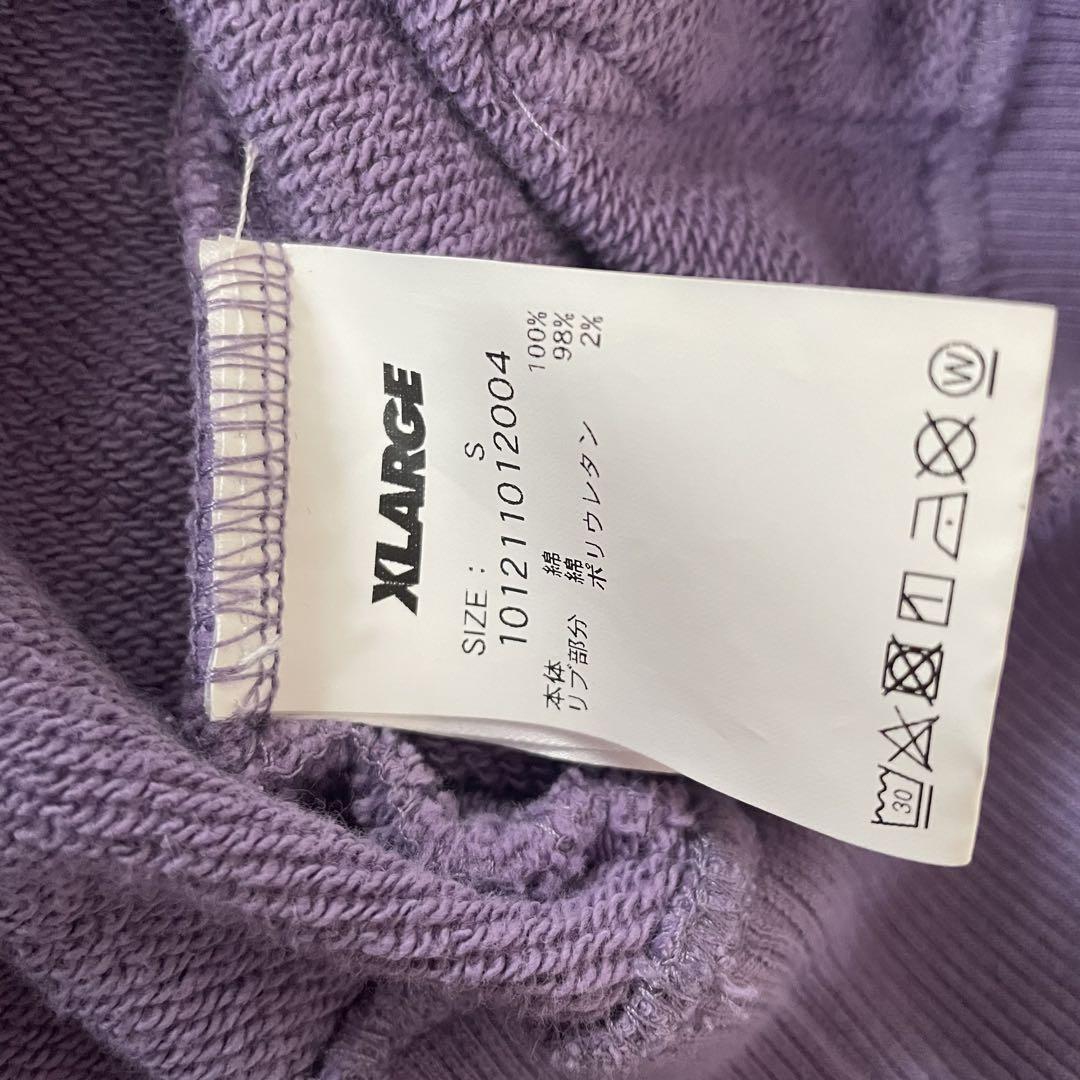 XLARGE
SIZE : S
101211012004
本体 綿 100%
リブ部分 綿 98%
ポリウレタン 2%
30
W